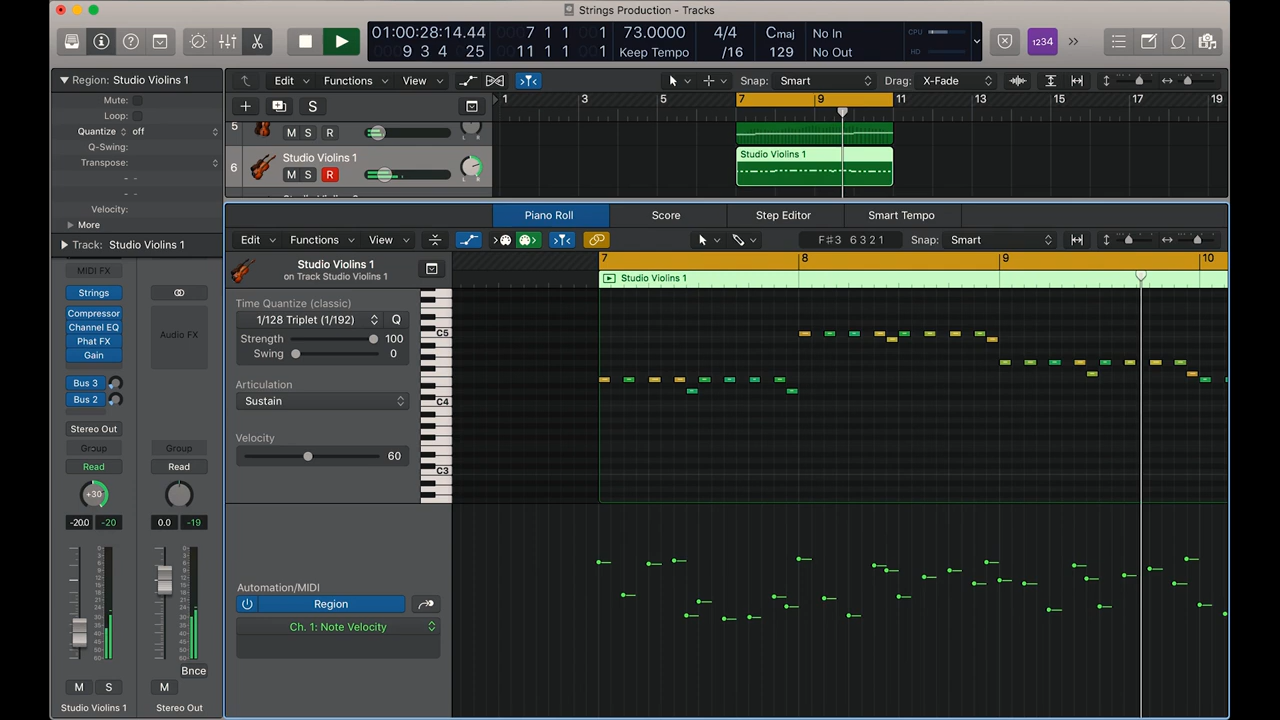 Strings Production - Tracks
01:00:28:14.44
9 3 4 25
7 1 1 1
11 1 1 1
73.0000
Keep Tempo
4/4
/16
Cmaj
129
No In
No Out
CPU
HD
1234
Region: Studio Violins 1
Mute:
Loop:
Quantize off
Q-Swing:
Transpose:
Velocity:
More
Track: Studio Violins 1
Edit Functions View Snap: Smart Drag: X-Fade
S
1 3 5 7 9 11 13 15 17 19
5
M S R
6 Studio Violins 1
M S R
L R
Studio Violins 1
Piano Roll Score Step Editor Smart Tempo
Edit Functions View F#3 6 3 2 1 Snap: Smart
Studio Violins 1
on Track Studio Violins 1
7 8 9 10
Studio Violins 1
Time Quantize (classic)
1/128 Triplet (1/192) Q
Strength 100
Swing 0
Articulation
Sustain
Velocity
60
C5
C4
C3
Automation/MIDI
Region
Ch. 1: Note Velocity
MIDI FX
Strings
Compressor
Channel EQ
Phat FX
Gain
Audio FX
Bus 3
Bus 2
Stereo Out
Group Group
Read Read
+30
-20.0 -20 0.0 -19
Bnce
M S M
Studio Violins 1 Stereo Out